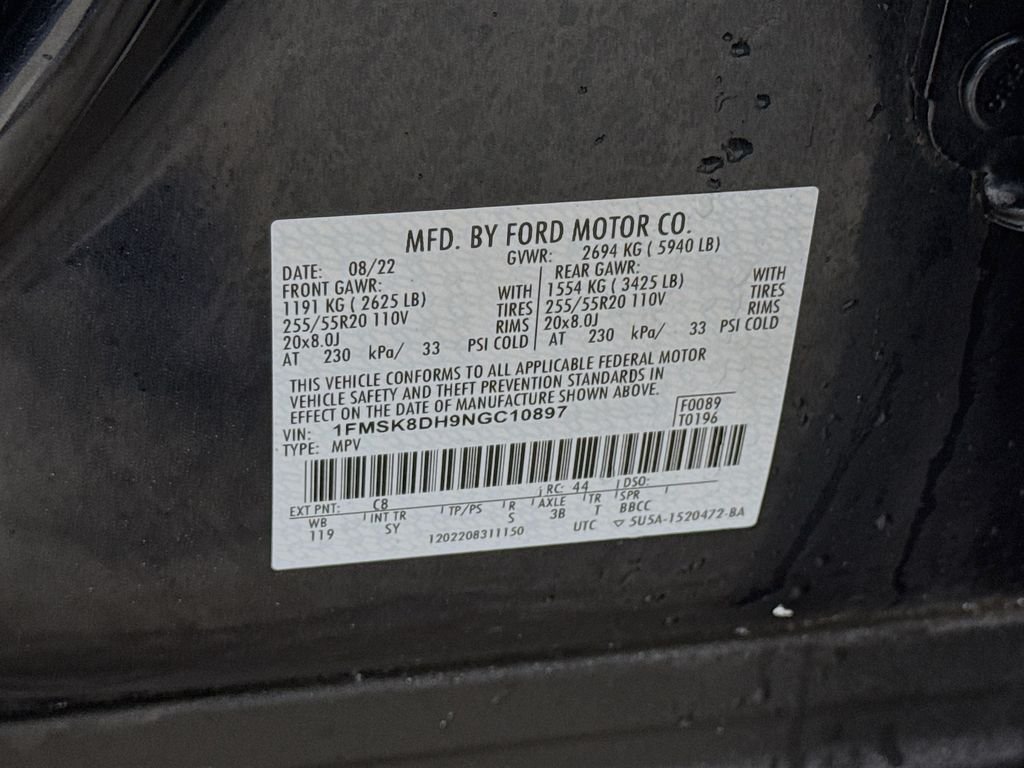 MFD. BY FORD MOTOR CO.
DATE: 08/22 GVWR: 2694 KG ( 5940 LB)
FRONT GAWR: REAR GAWR:
1191 KG ( 2625 LB) WITH 1554 KG ( 3425 LB) WITH
255/55R20 110V TIRES 255/55R20 110V TIRES
20x8.0J RIMS 20x8.0J RIMS
AT 230 kPa/ 33 PSI COLD AT 230 kPa/ 33 PSI COLD
THIS VEHICLE CONFORMS TO ALL APPLICABLE FEDERAL MOTOR
VEHICLE SAFETY AND THEFT PREVENTION STANDARDS IN
EFFECT ON THE DATE OF MANUFACTURE SHOWN ABOVE.
VIN: 1FMSK8DH9NGC10897 F0089
TYPE: MPV T0196
EXT PNT: C8 RC: 44 DSO:
WB INT TR TP/PS R AXLE TR SPR
119 SY S 3B T BBCC
1202208311150 UTC ▽ 5U5A-1520472-BA